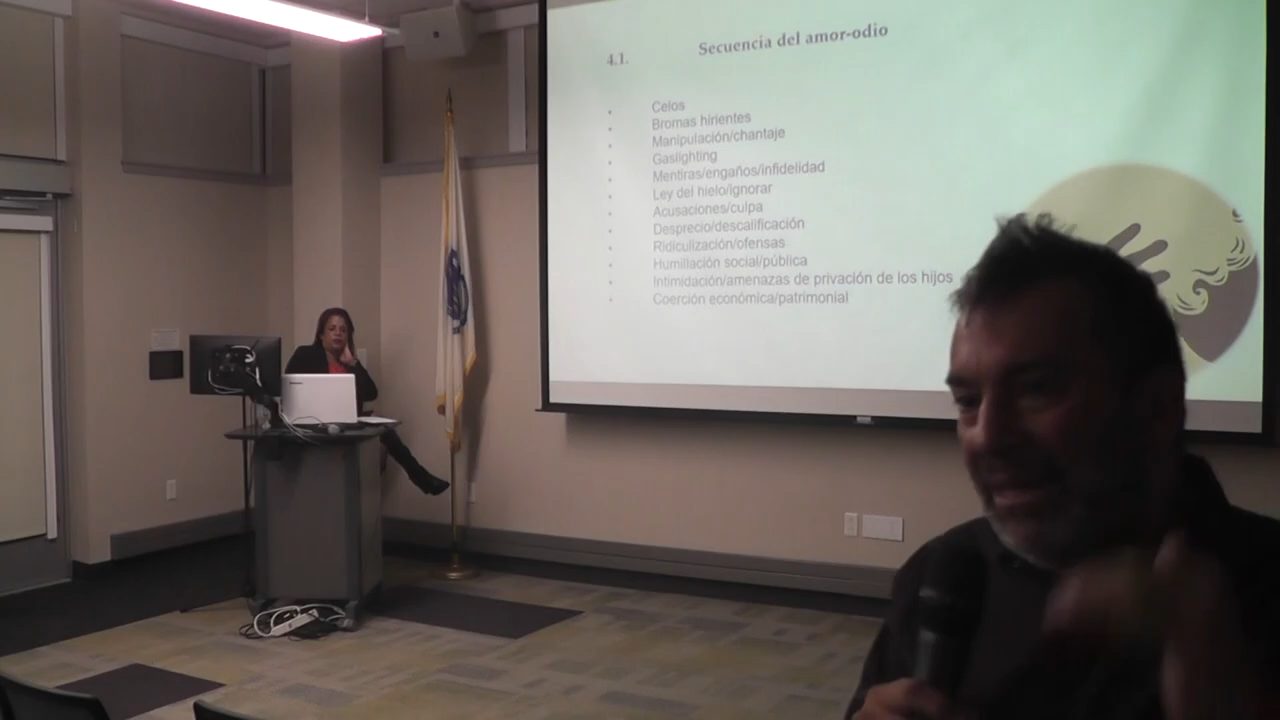 4.1. Secuencia del amor-odio
Celos
Bromas hirientes
Manipulación/chantaje
Gaslighting
Mentiras/engaños/infidelidad
Ley del hielo/ignorar
Acusaciones/culpa
Desprecio/descalificación
Ridiculización/ofensas
Humillación social/pública
Intimidación/amenazas de privación de los hijos
Coerción económica/patrimonial